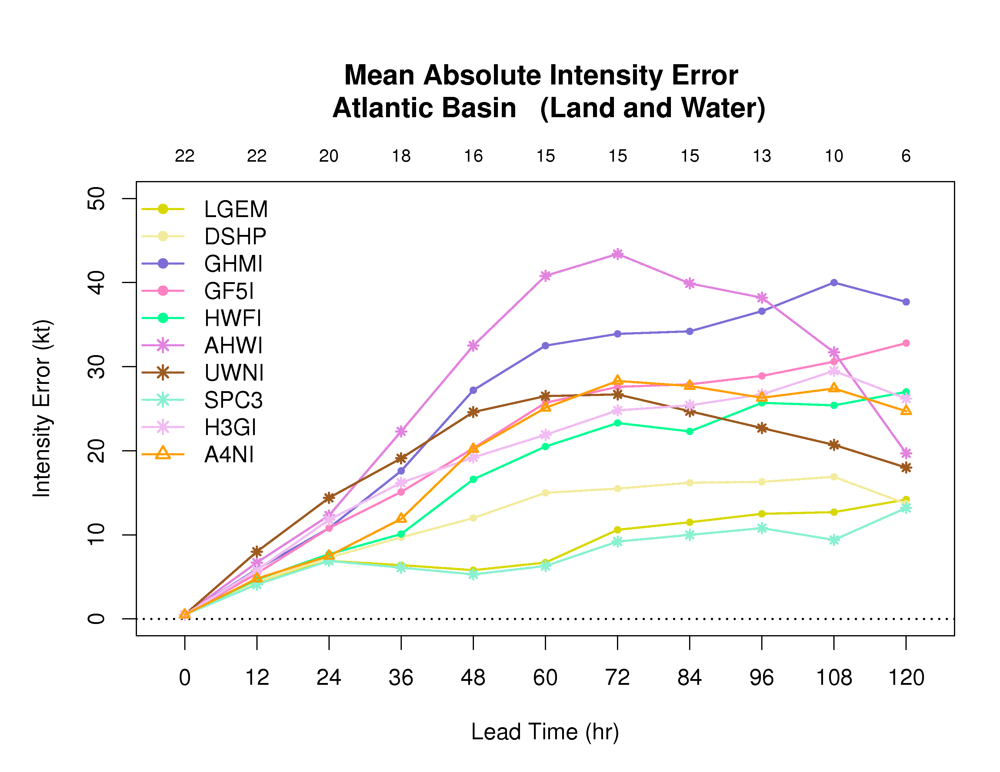 Mean Absolute Intensity Error
Atlantic Basin (Land and Water)
22 22 20 18 16 15 15 15 13 10 6
50
40
30
20
10
0
Intensity Error (kt)
LGEM
DSHP
GHMI
GF5I
HWFI
AHWI
UWNI
SPC3
H3GI
A4NI
0 12 24 36 48 60 72 84 96 108 120
Lead Time (hr)